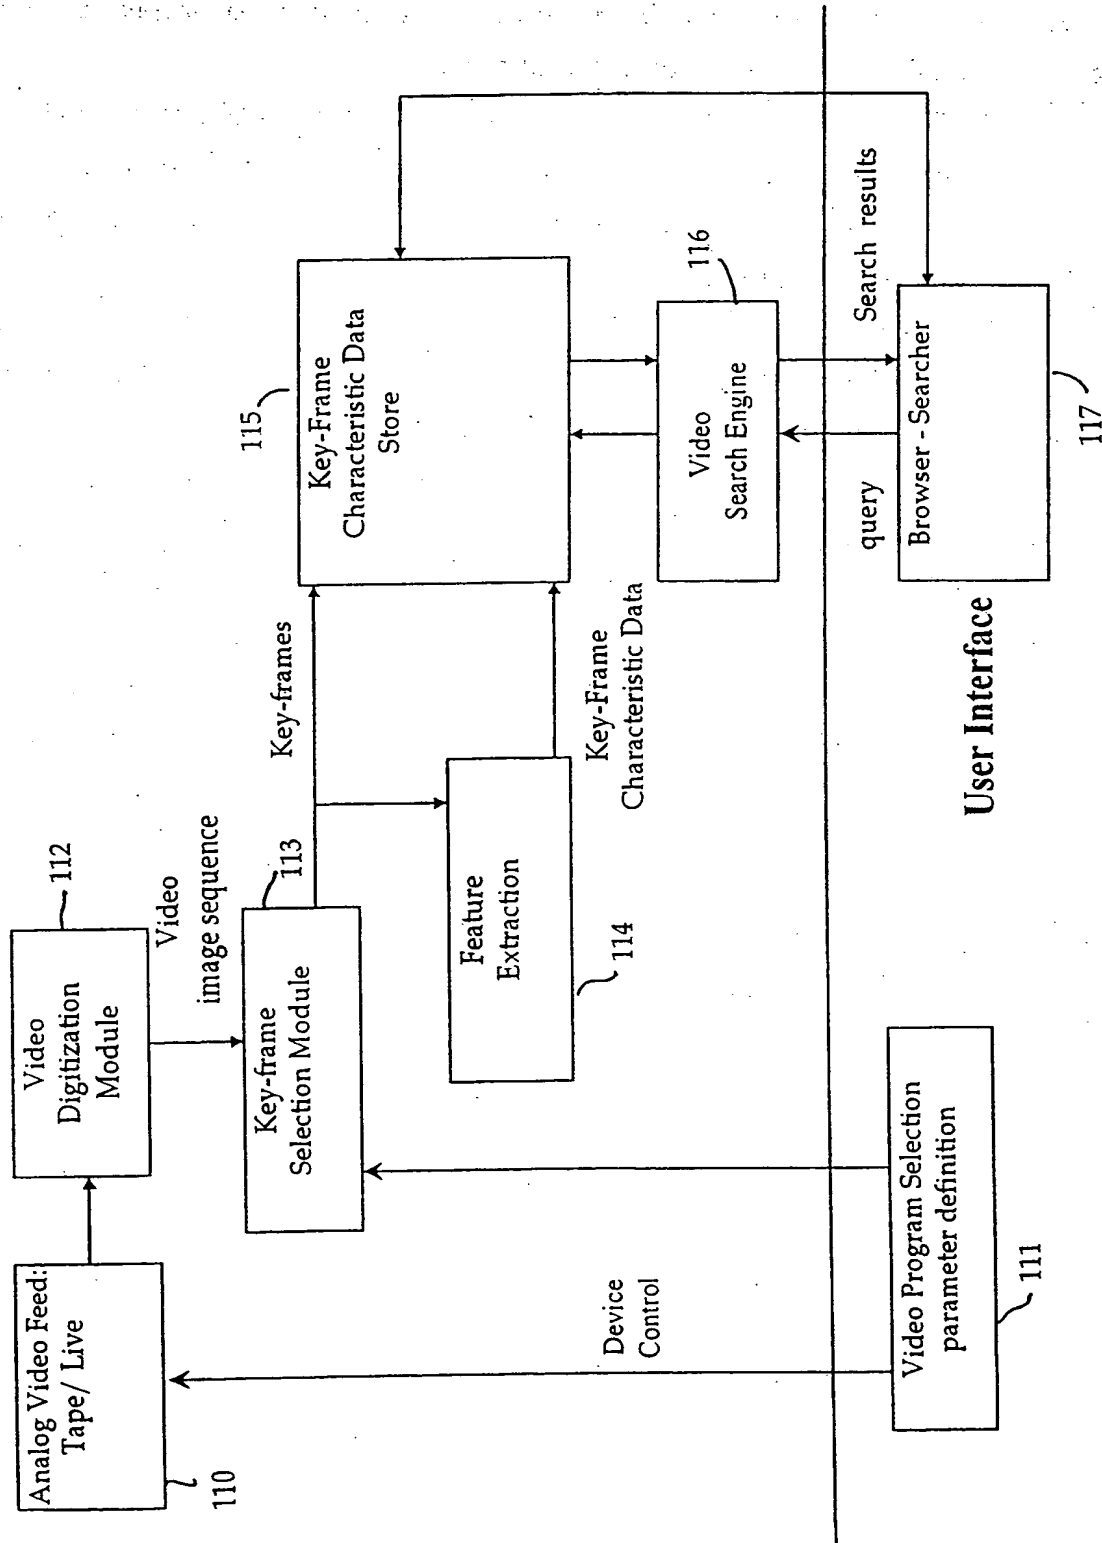 Analog Video Feed:
Tape/ Live
110
Video
Digitization
Module
112
Video
image sequence
Key-frame
Selection Module
113
Key-frames
Feature
Extraction
114
Key-Frame
Characteristic Data
115
Key-Frame
Characteristic Data
Store
Video
Search Engine
116
Device
Control
Video Program Selection
parameter definition
111
User Interface
query
Search results
Browser - Searcher
117